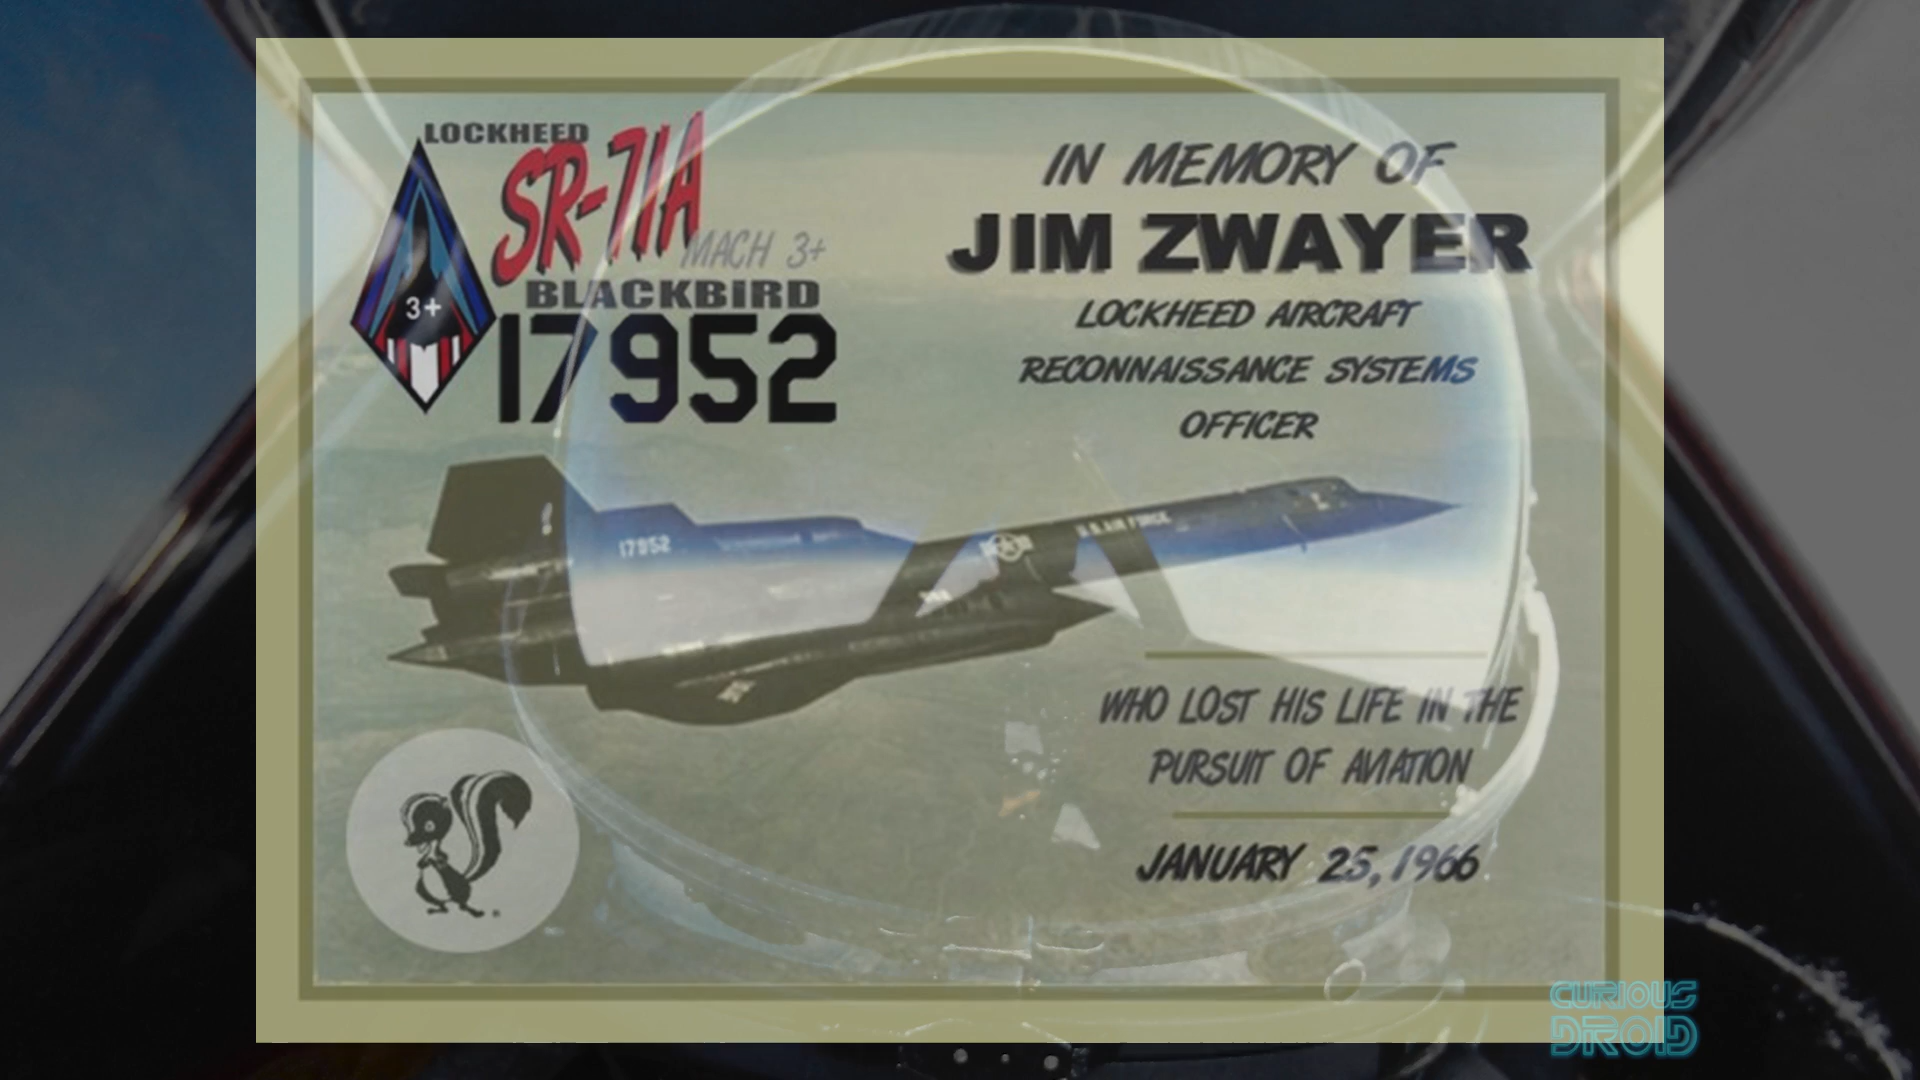 LOCKHEED
SR-71A
MACH 3+
BLACKBIRD
17952
3+
IN MEMORY OF
JIM ZWAYER
LOCKHEED AIRCRAFT
RECONNAISSANCE SYSTEMS
OFFICER
17952
U.S. AIR FORCE
WHO LOST HIS LIFE IN THE
PURSUIT OF AVIATION
JANUARY 25, 1966
CURIOUS
DROID